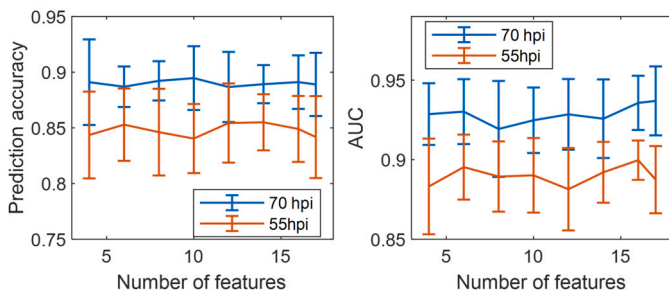 0.95
0.9
0.85
0.8
0.75
Prediction accuracy
5
10
15
Number of features
70 hpi
55hpi
0.95
0.9
0.85
AUC
5
10
15
Number of features
70 hpi
55hpi